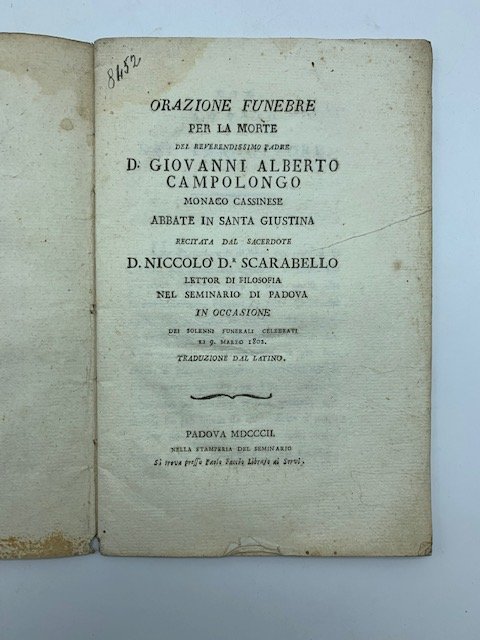 8452
ORAZIONE FUNEBRE
PER LA MORTE
DEL REVERENDISSIMO PADRE
D. GIOVANNI ALBERTO
CAMPOLONGO
MONACO CASSINESE
ABBATE IN SANTA GIUSTINA
RECITATA DAL SACERDOTE
D. NICCOLO' D.R SCARABELLO
LETTOR DI FILOSOFIA
NEL SEMINARIO DI PADOVA
IN OCCASIONE
DEI SOLENNI FUNERALI CELEBRATI
LI 9. MARZO 1802.
TRADUZIONE DAL LATINO.
PADOVA MDCCCII.
NELLA STAMPERIA DEL SEMINARIO
Si trova presso Paolo Faccio Librajo ai Servi.